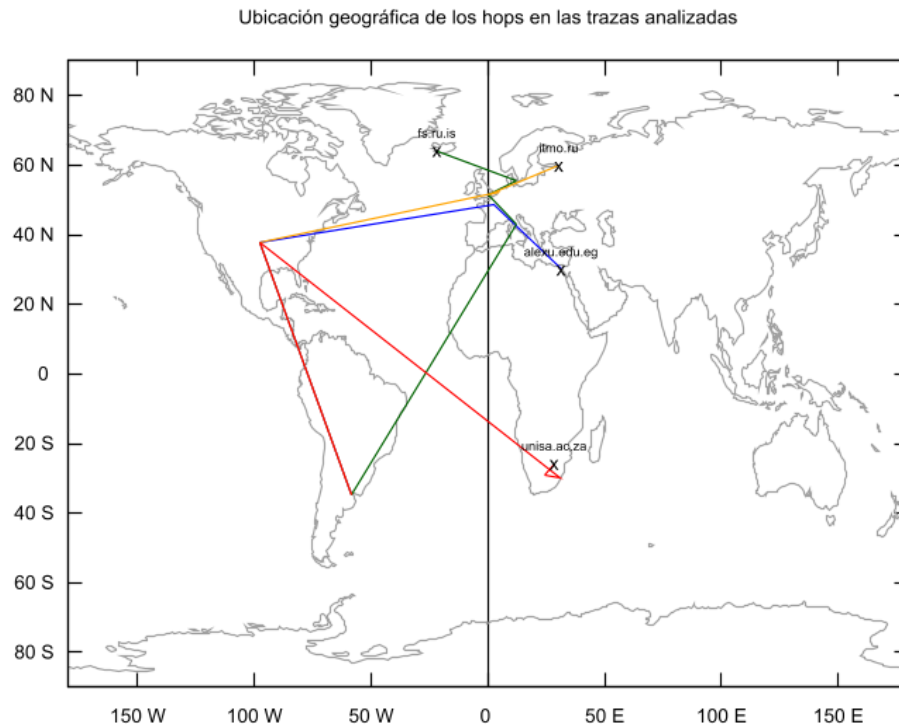 Ubicación geográfica de los hops en las trazas analizadas
80 N
60 N
40 N
20 N
0
20 S
40 S
60 S
80 S
fs.ru.is
itmo.ru
alexu.edu.eg
unisa.ac.za
150 W
100 W
50 W
0
50 E
100 E
150 E